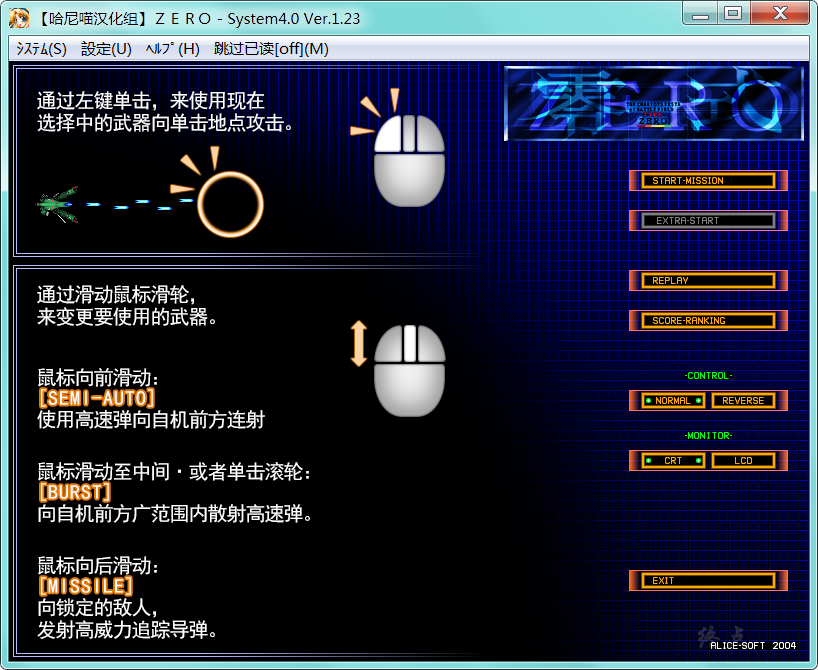 【哈尼喵汉化组】ＺＥＲＯ - System4.0 Ver.1.23
ｼｽﾃﾑ(S) 設定(U) ﾍﾙﾌﾟ(H) 跳过已读[off](M)
通过左键单击，来使用现在
选择中的武器向单击地点攻击。
通过滑动鼠标滑轮，
来变更要使用的武器。
鼠标向前滑动：
[SEMI-AUTO]
使用高速弹向自机前方连射
鼠标滑动至中间・或者单击滚轮：
[BURST]
向自机前方广范围内散射高速弹。
鼠标向后滑动：
[MISSILE]
向锁定的敌人，
发射高威力追踪导弹。
零 ZERO
ZERO
START-MISSION
EXTRA-START
REPLAY
SCORE-RANKING
-CONTROL-
NORMAL REVERSE
-MONITOR-
CRT LCD
EXIT
ALICE-SOFT 2004